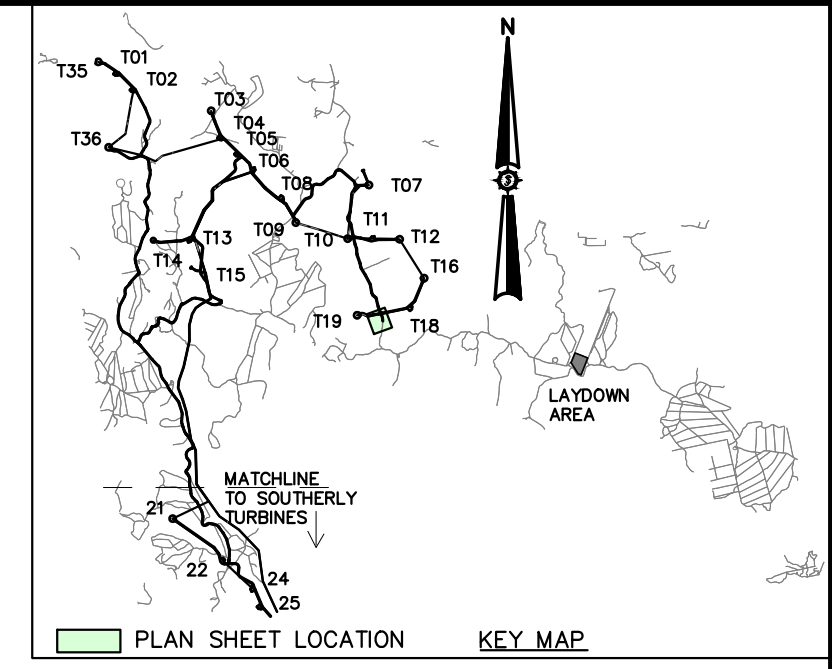 N
T35
T01
T02
T03
T36
T04
T05
T06
T08
T07
T09
T10
T11
T12
T13
T14
T15
T16
T19
T18
LAYDOWN
AREA
MATCHLINE
TO SOUTHERLY
TURBINES
21
22
24
25
PLAN SHEET LOCATION
KEY MAP